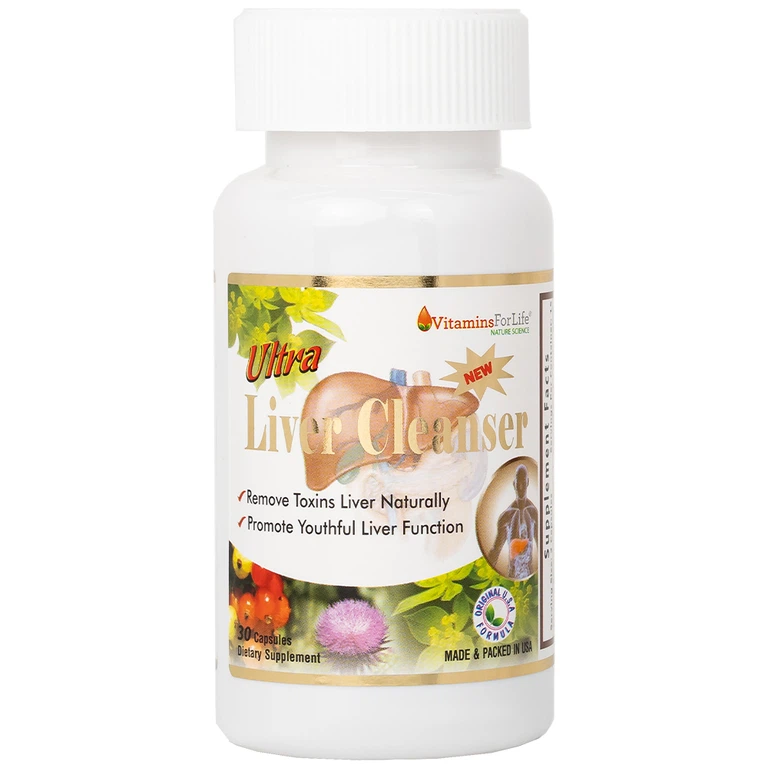 VitaminsForLife®
NATURE SCIENCE
Ultra
NEW
Liver Cleanser
Remove Toxins Liver Naturally
Promote Youthful Liver Function
ORIGINAL U.S.A
FORMULA
30 Capsules
Dietary Supplement
MADE & PACKED IN USA
Supplement Facts